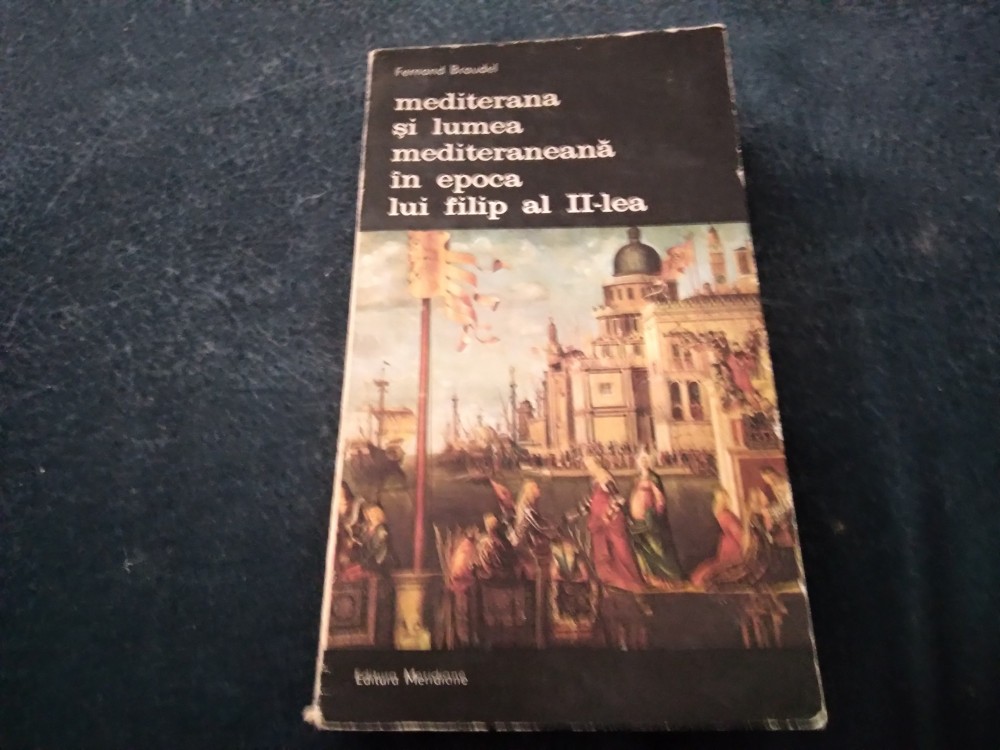 Fernand Braudel
mediterana
și lumea
mediteraneană
în epoca
lui filip al II-lea
Editura Meridiane